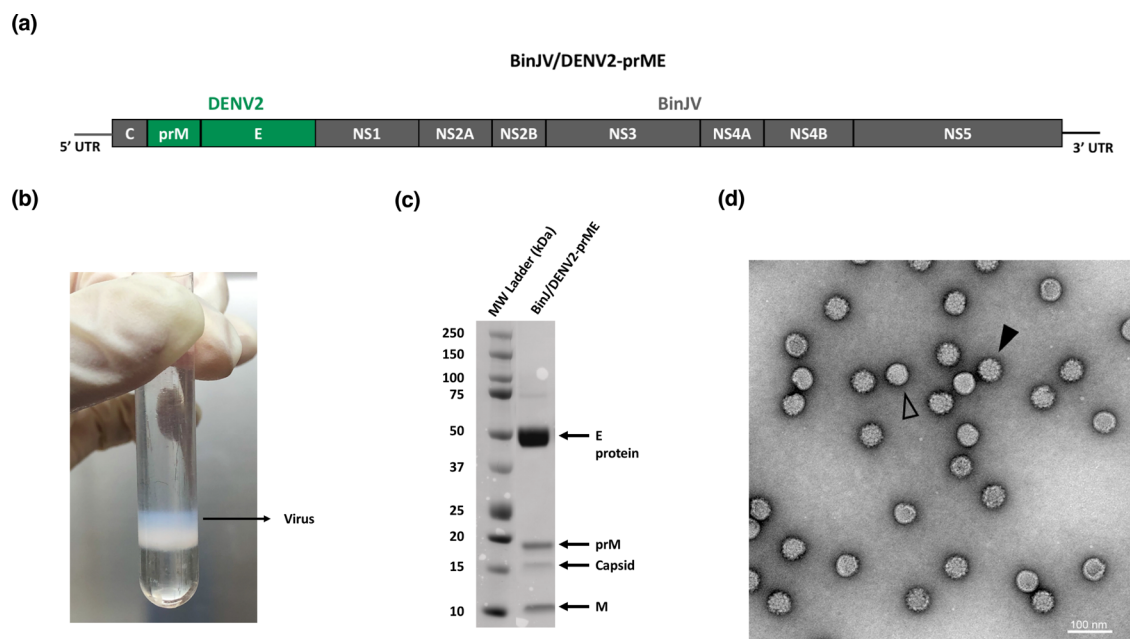 (a)
BinJV/DENV2-prME
DENV2 BinJV
C prM E NS1 NS2A NS2B NS3 NS4A NS4B NS5
5' UTR 3' UTR
(b)
Virus
(c)
MW Ladder (kDa)
BinJ/DENV2-prME
250
150
100
75
50
37
25
20
15
10
E
protein
prM
Capsid
M
(d)
100 nm